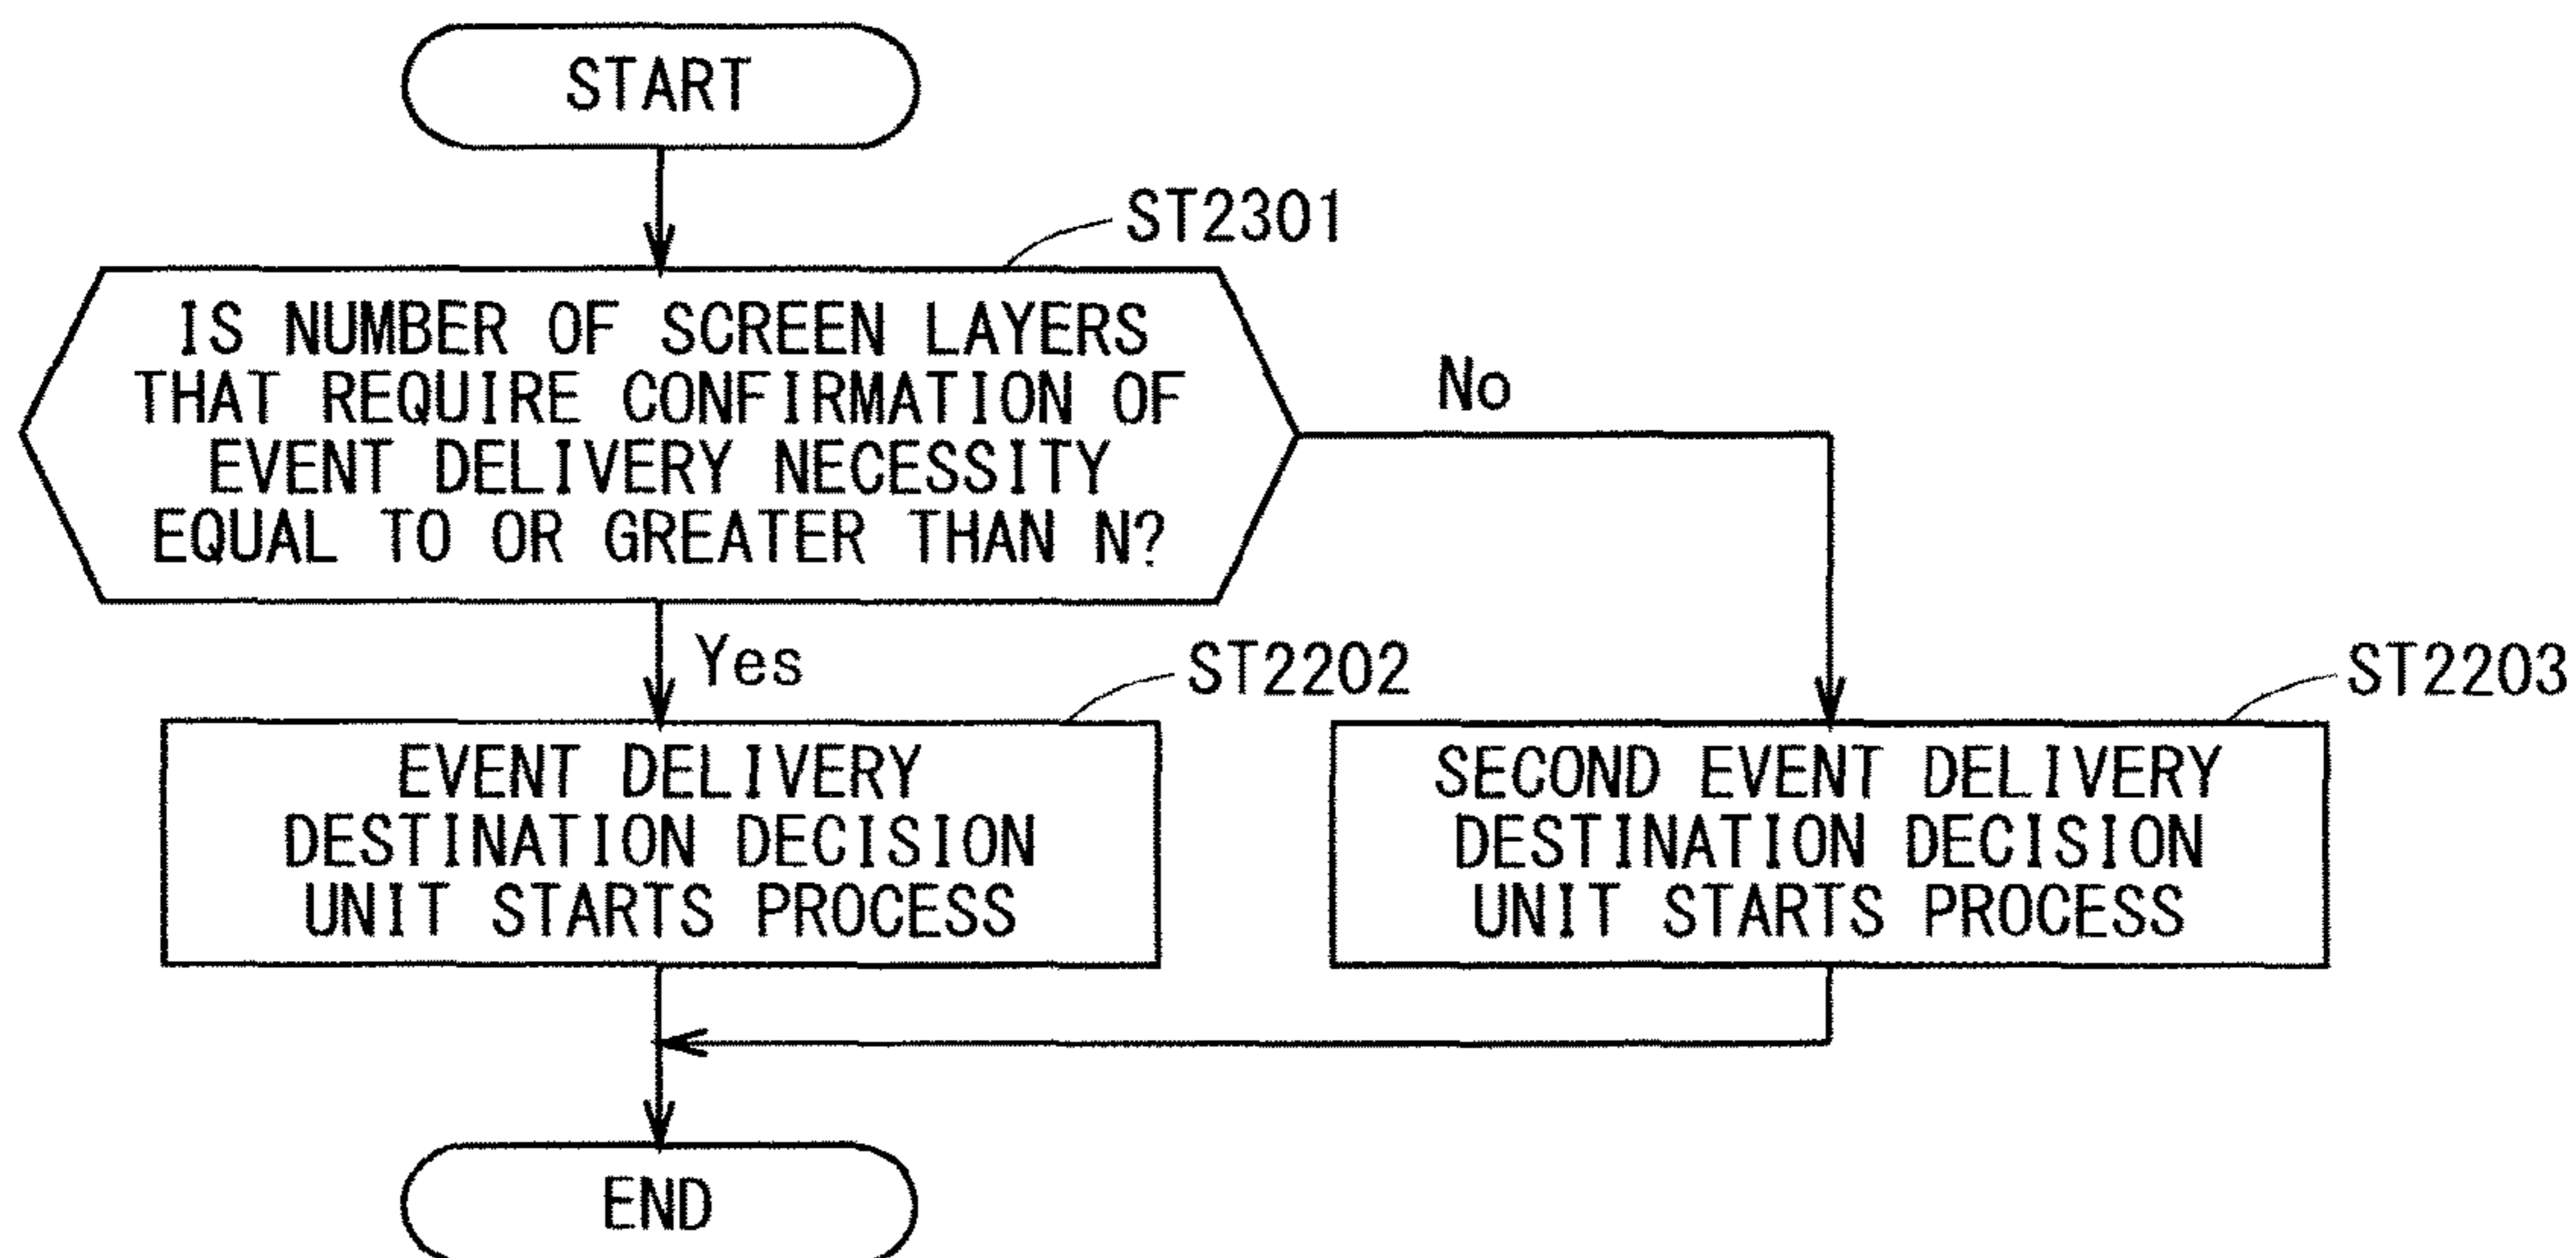 START
ST2301
IS NUMBER OF SCREEN LAYERS
THAT REQUIRE CONFIRMATION OF
EVENT DELIVERY NECESSITY
EQUAL TO OR GREATER THAN N?
No
Yes
ST2202
EVENT DELIVERY
DESTINATION DECISION
UNIT STARTS PROCESS
ST2203
SECOND EVENT DELIVERY
DESTINATION DECISION
UNIT STARTS PROCESS
END